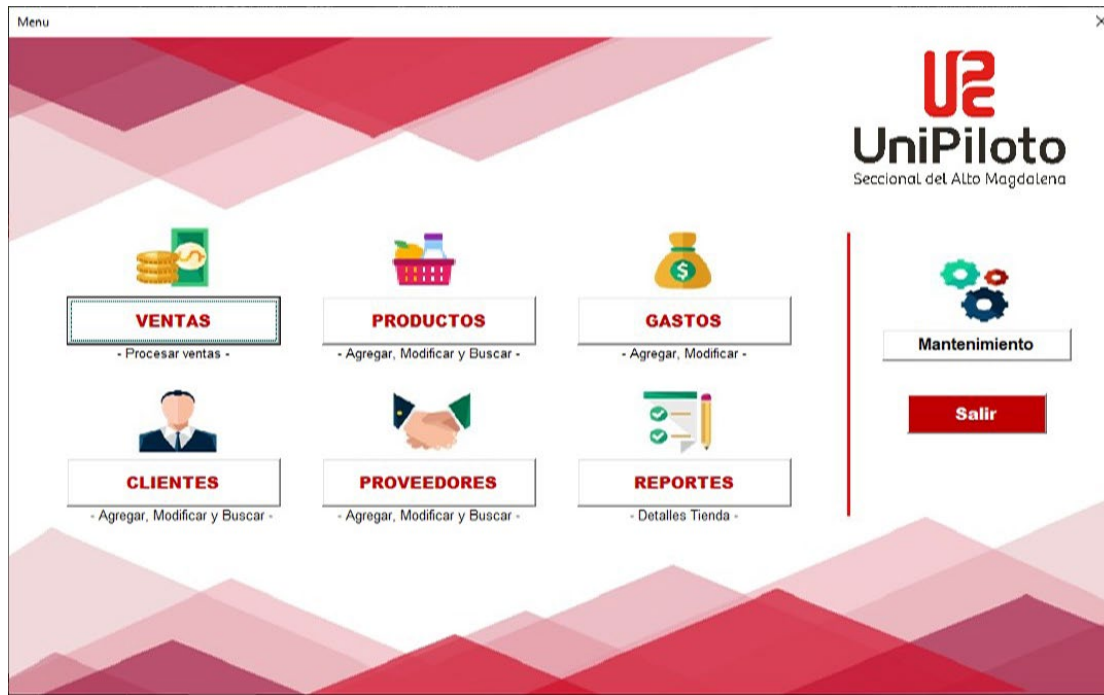 Menu
UniPiloto
Seccional del Alto Magdalena
VENTAS
- Procesar ventas -
PRODUCTOS
- Agregar, Modificar y Buscar -
GASTOS
- Agregar, Modificar -
CLIENTES
- Agregar, Modificar y Buscar -
PROVEEDORES
- Agregar, Modificar y Buscar -
REPORTES
- Detalles Tienda -
Mantenimiento
Salir